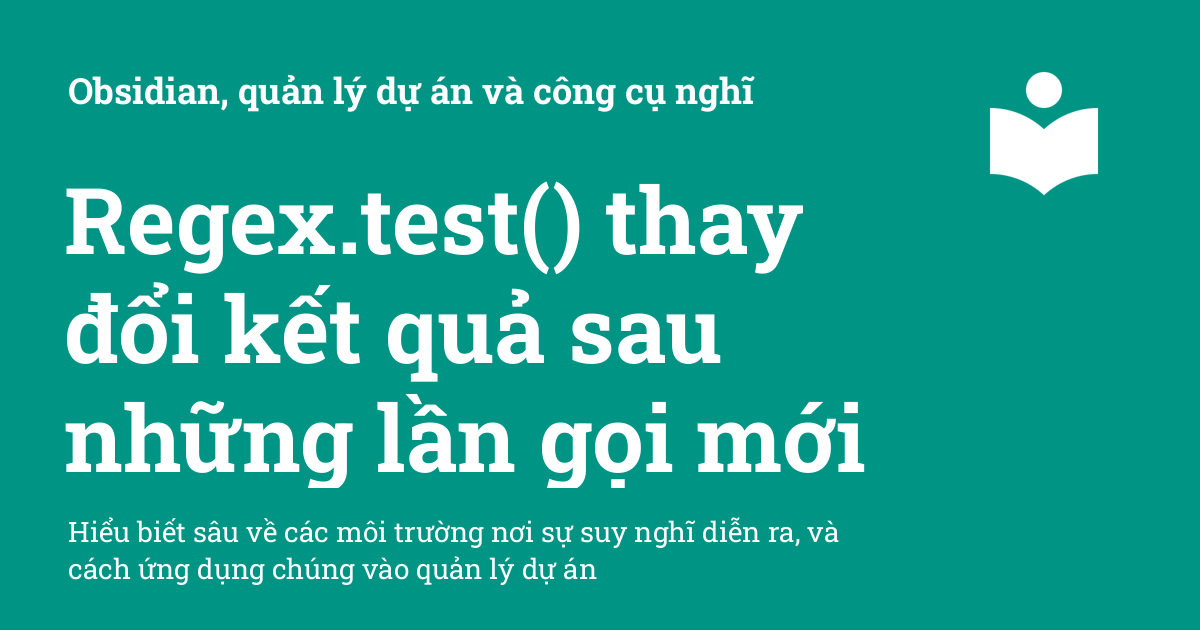 Obsidian, quản lý dự án và công cụ nghĩ
Regex.test() thay
đổi kết quả sau
những lần gọi mới
Hiểu biết sâu về các môi trường nơi sự suy nghĩ diễn ra, và
cách ứng dụng chúng vào quản lý dự án